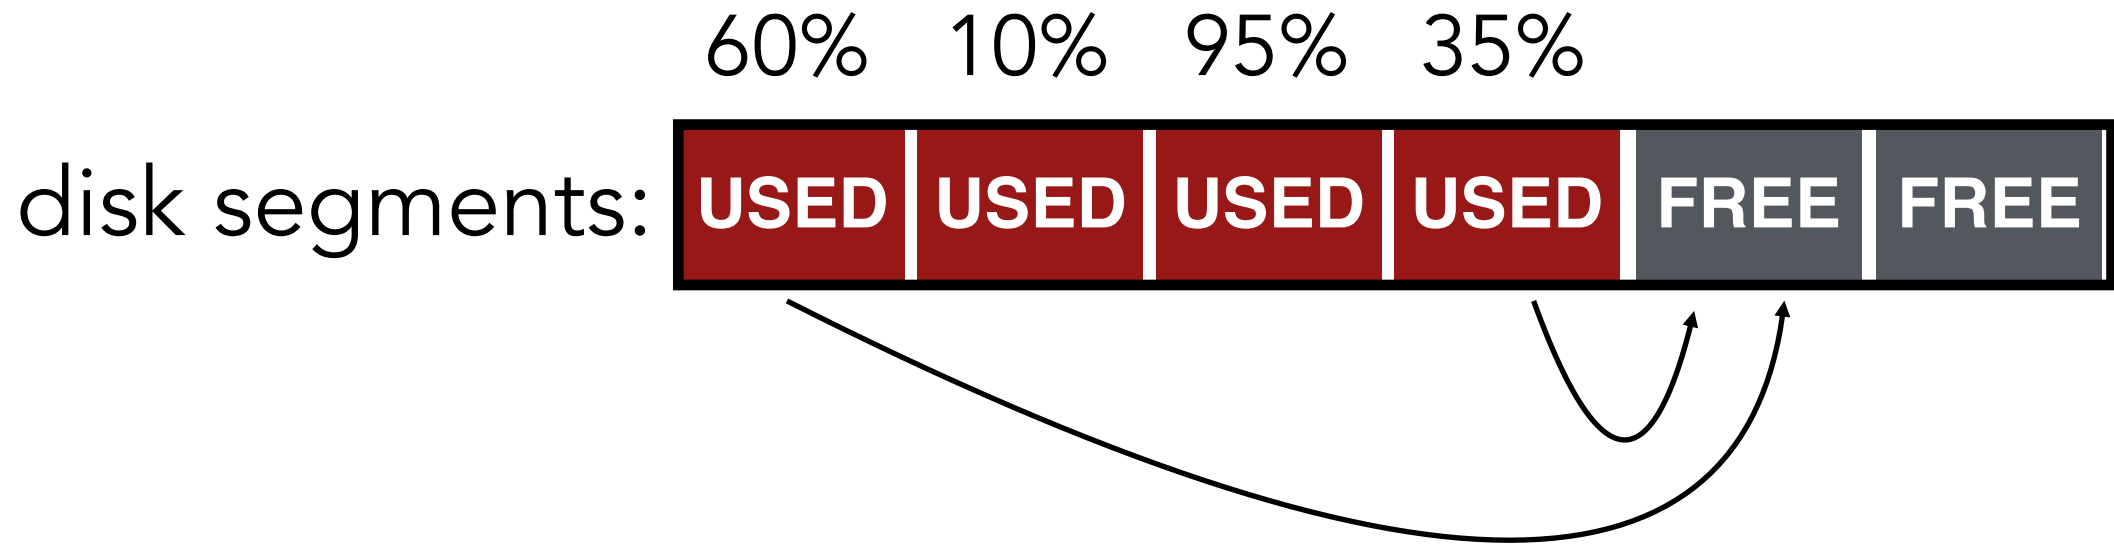 60% 10% 95% 35%
disk segments: USED USED USED USED FREE FREE